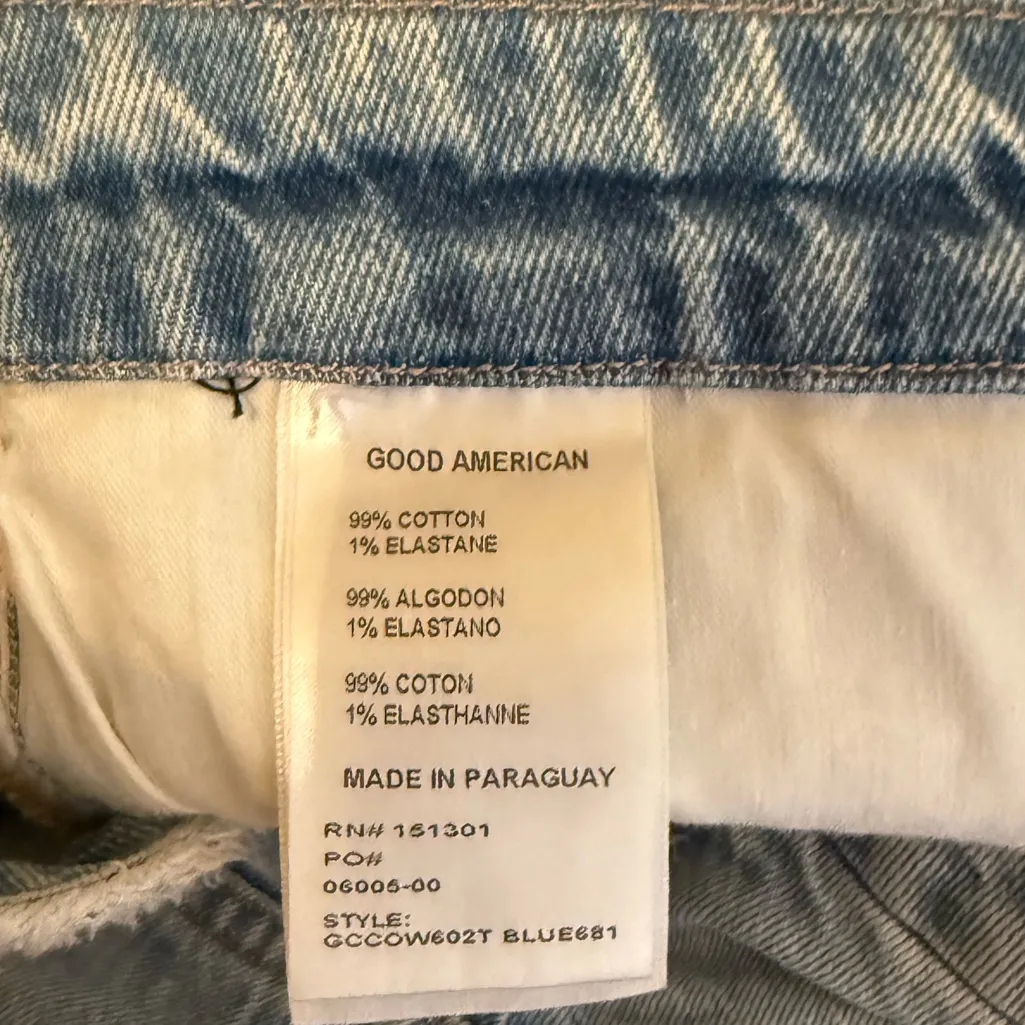 GOOD AMERICAN
99% COTTON
1% ELASTANE
99% ALGODON
1% ELASTANO
99% COTON
1% ELASTHANNE
MADE IN PARAGUAY
RN# 151301
PO#
06005-00
STYLE:
GCCOW602T BLUE681